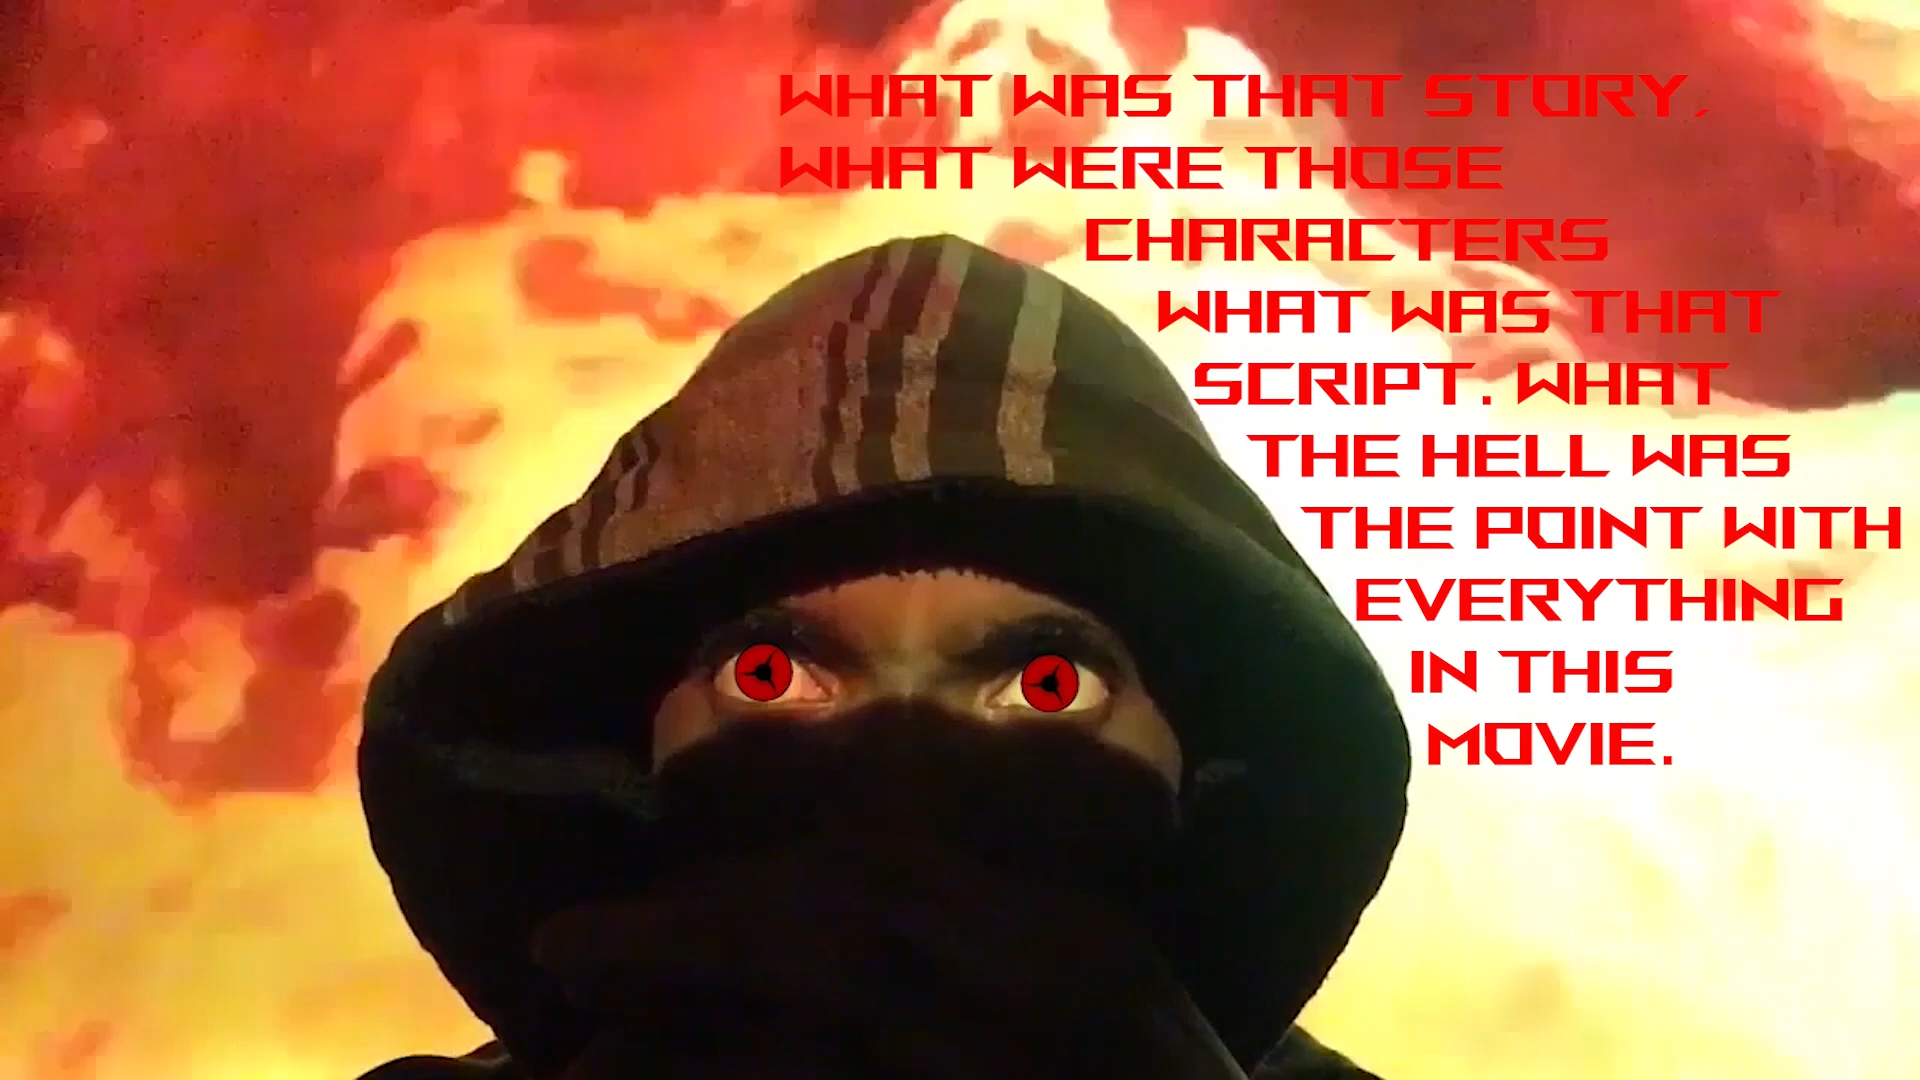 WHAT WAS THAT STORY,
WHAT WERE THOSE
CHARACTERS
WHAT WAS THAT
SCRIPT. WHAT
THE HELL WAS
THE POINT WITH
EVERYTHING
IN THIS
MOVIE.